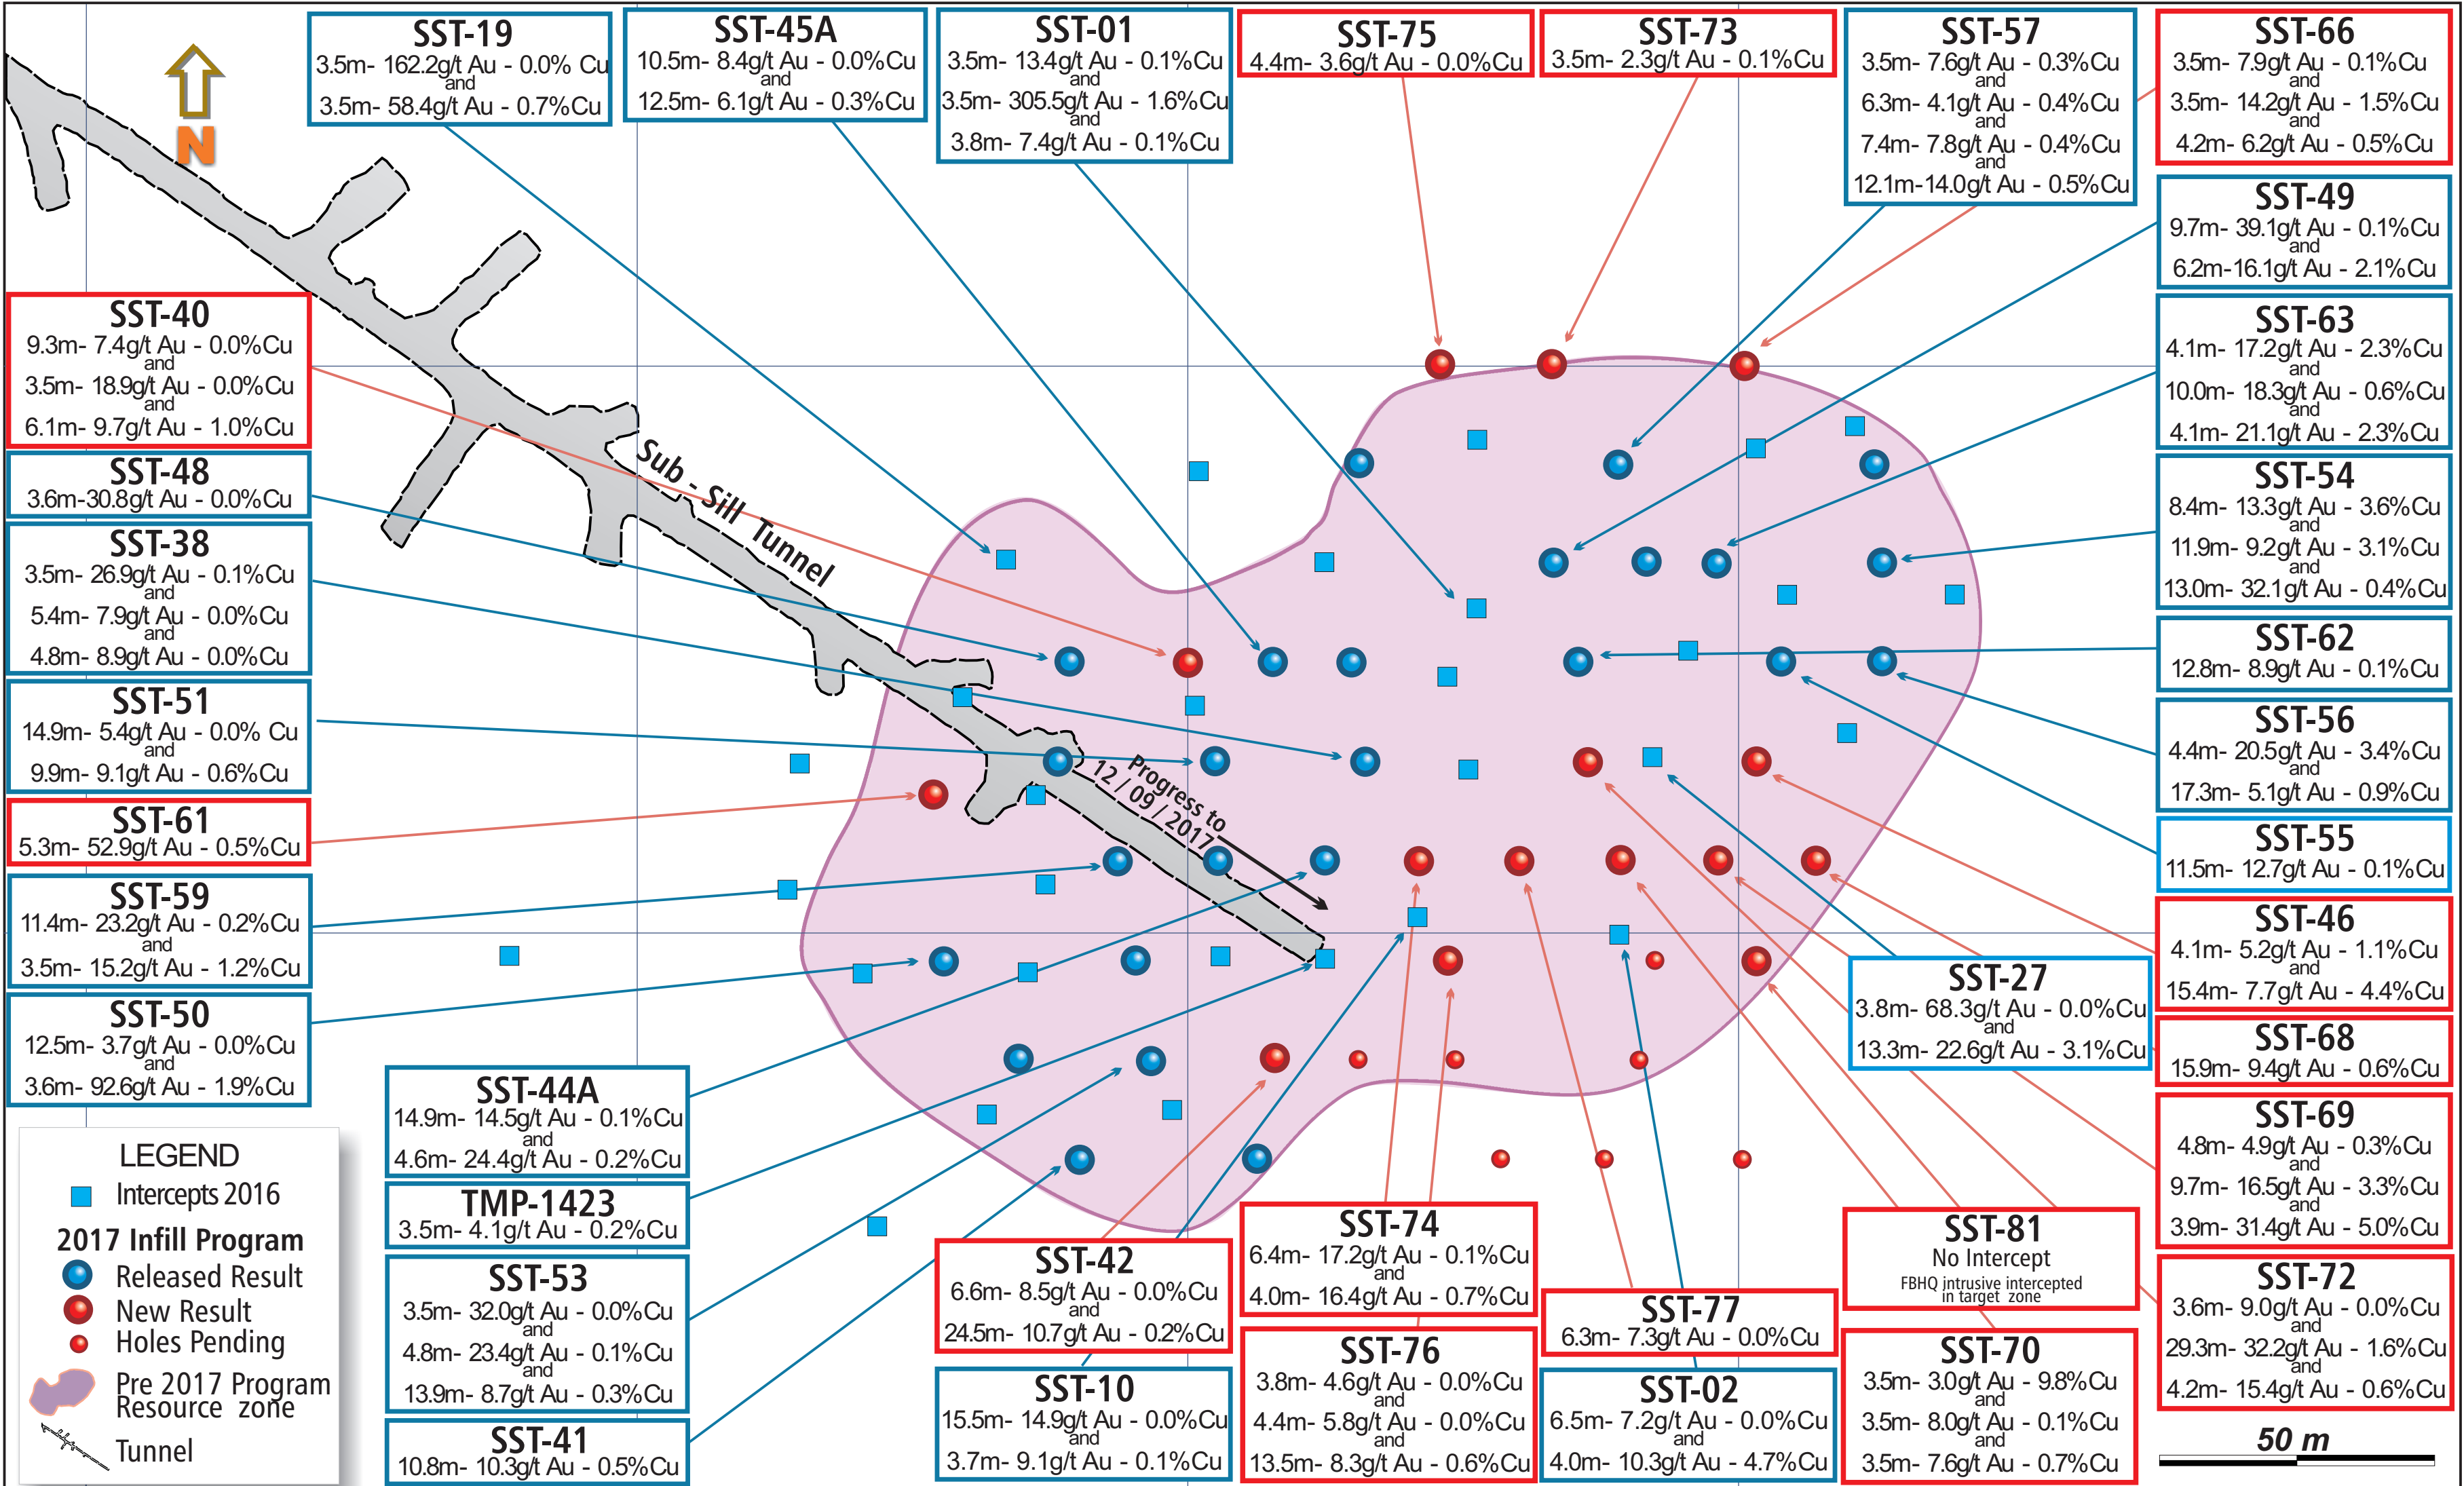 SST-19
3.5m- 162.2g/t Au - 0.0% Cu
and
3.5m- 58.4g/t Au - 0.7%Cu
SST-45A
10.5m- 8.4g/t Au - 0.0%Cu
and
12.5m- 6.1g/t Au - 0.3%Cu
SST-01
3.5m- 13.4g/t Au - 0.1%Cu
and
3.5m- 305.5g/t Au - 1.6%Cu
and
3.8m- 7.4g/t Au - 0.1%Cu
SST-75
4.4m- 3.6g/t Au - 0.0%Cu
SST-73
3.5m- 2.3g/t Au - 0.1%Cu
SST-57
3.5m- 7.6g/t Au - 0.3%Cu
and
6.3m- 4.1g/t Au - 0.4%Cu
and
7.4m- 7.8g/t Au - 0.4%Cu
and
12.1m-14.0g/t Au - 0.5%Cu
SST-66
3.5m- 7.9g/t Au - 0.1%Cu
and
3.5m- 14.2g/t Au - 1.5%Cu
and
4.2m- 6.2g/t Au - 0.5%Cu
N
SST-49
9.7m- 39.1g/t Au - 0.1%Cu
and
6.2m-16.1g/t Au - 2.1%Cu
SST-63
4.1m- 17.2g/t Au - 2.3%Cu
and
10.0m- 18.3g/t Au - 0.6%Cu
and
4.1m- 21.1g/t Au - 2.3%Cu
SST-54
8.4m- 13.3g/t Au - 3.6%Cu
and
11.9m- 9.2g/t Au - 3.1%Cu
and
13.0m- 32.1g/t Au - 0.4%Cu
SST-62
12.8m- 8.9g/t Au - 0.1%Cu
SST-56
4.4m- 20.5g/t Au - 3.4%Cu
and
17.3m- 5.1g/t Au - 0.9%Cu
SST-55
11.5m- 12.7g/t Au - 0.1%Cu
SST-46
4.1m- 5.2g/t Au - 1.1%Cu
and
15.4m- 7.7g/t Au - 4.4%Cu
SST-27
3.8m- 68.3g/t Au - 0.0%Cu
and
13.3m- 22.6g/t Au - 3.1%Cu
SST-68
15.9m- 9.4g/t Au - 0.6%Cu
SST-69
4.8m- 4.9g/t Au - 0.3%Cu
and
9.7m- 16.5g/t Au - 3.3%Cu
and
3.9m- 31.4g/t Au - 5.0%Cu
SST-72
3.6m- 9.0g/t Au - 0.0%Cu
and
29.3m- 32.2g/t Au - 1.6%Cu
and
4.2m- 15.4g/t Au - 0.6%Cu
50 m
SST-40
9.3m- 7.4g/t Au - 0.0%Cu
and
3.5m- 18.9g/t Au - 0.0%Cu
and
6.1m- 9.7g/t Au - 1.0%Cu
SST-48
3.6m-30.8g/t Au - 0.0%Cu
SST-38
3.5m- 26.9g/t Au - 0.1%Cu
and
5.4m- 7.9g/t Au - 0.0%Cu
and
4.8m- 8.9g/t Au - 0.0%Cu
SST-51
14.9m- 5.4g/t Au - 0.0% Cu
and
9.9m- 9.1g/t Au - 0.6%Cu
SST-61
5.3m- 52.9g/t Au - 0.5%Cu
SST-59
11.4m- 23.2g/t Au - 0.2%Cu
and
3.5m- 15.2g/t Au - 1.2%Cu
SST-50
12.5m- 3.7g/t Au - 0.0%Cu
and
3.6m- 92.6g/t Au - 1.9%Cu
Sub - Sill Tunnel
Progress to
12 / 09 / 2017
LEGEND
Intercepts 2016
2017 Infill Program
Released Result
New Result
Holes Pending
Pre 2017 Program
Resource zone
Tunnel
SST-44A
14.9m- 14.5g/t Au - 0.1%Cu
and
4.6m- 24.4g/t Au - 0.2%Cu
TMP-1423
3.5m- 4.1g/t Au - 0.2%Cu
SST-53
3.5m- 32.0g/t Au - 0.0%Cu
and
4.8m- 23.4g/t Au - 0.1%Cu
and
13.9m- 8.7g/t Au - 0.3%Cu
SST-41
10.8m- 10.3g/t Au - 0.5%Cu
SST-42
6.6m- 8.5g/t Au - 0.0%Cu
and
24.5m- 10.7g/t Au - 0.2%Cu
SST-10
15.5m- 14.9g/t Au - 0.0%Cu
and
3.7m- 9.1g/t Au - 0.1%Cu
SST-74
6.4m- 17.2g/t Au - 0.1%Cu
and
4.0m- 16.4g/t Au - 0.7%Cu
SST-76
3.8m- 4.6g/t Au - 0.0%Cu
and
4.4m- 5.8g/t Au - 0.0%Cu
and
13.5m- 8.3g/t Au - 0.6%Cu
SST-77
6.3m- 7.3g/t Au - 0.0%Cu
SST-02
6.5m- 7.2g/t Au - 0.0%Cu
and
4.0m- 10.3g/t Au - 4.7%Cu
SST-81
No Intercept
FBHQ intrusive intercepted
in target zone
SST-70
3.5m- 3.0g/t Au - 9.8%Cu
and
3.5m- 8.0g/t Au - 0.1%Cu
and
3.5m- 7.6g/t Au - 0.7%Cu